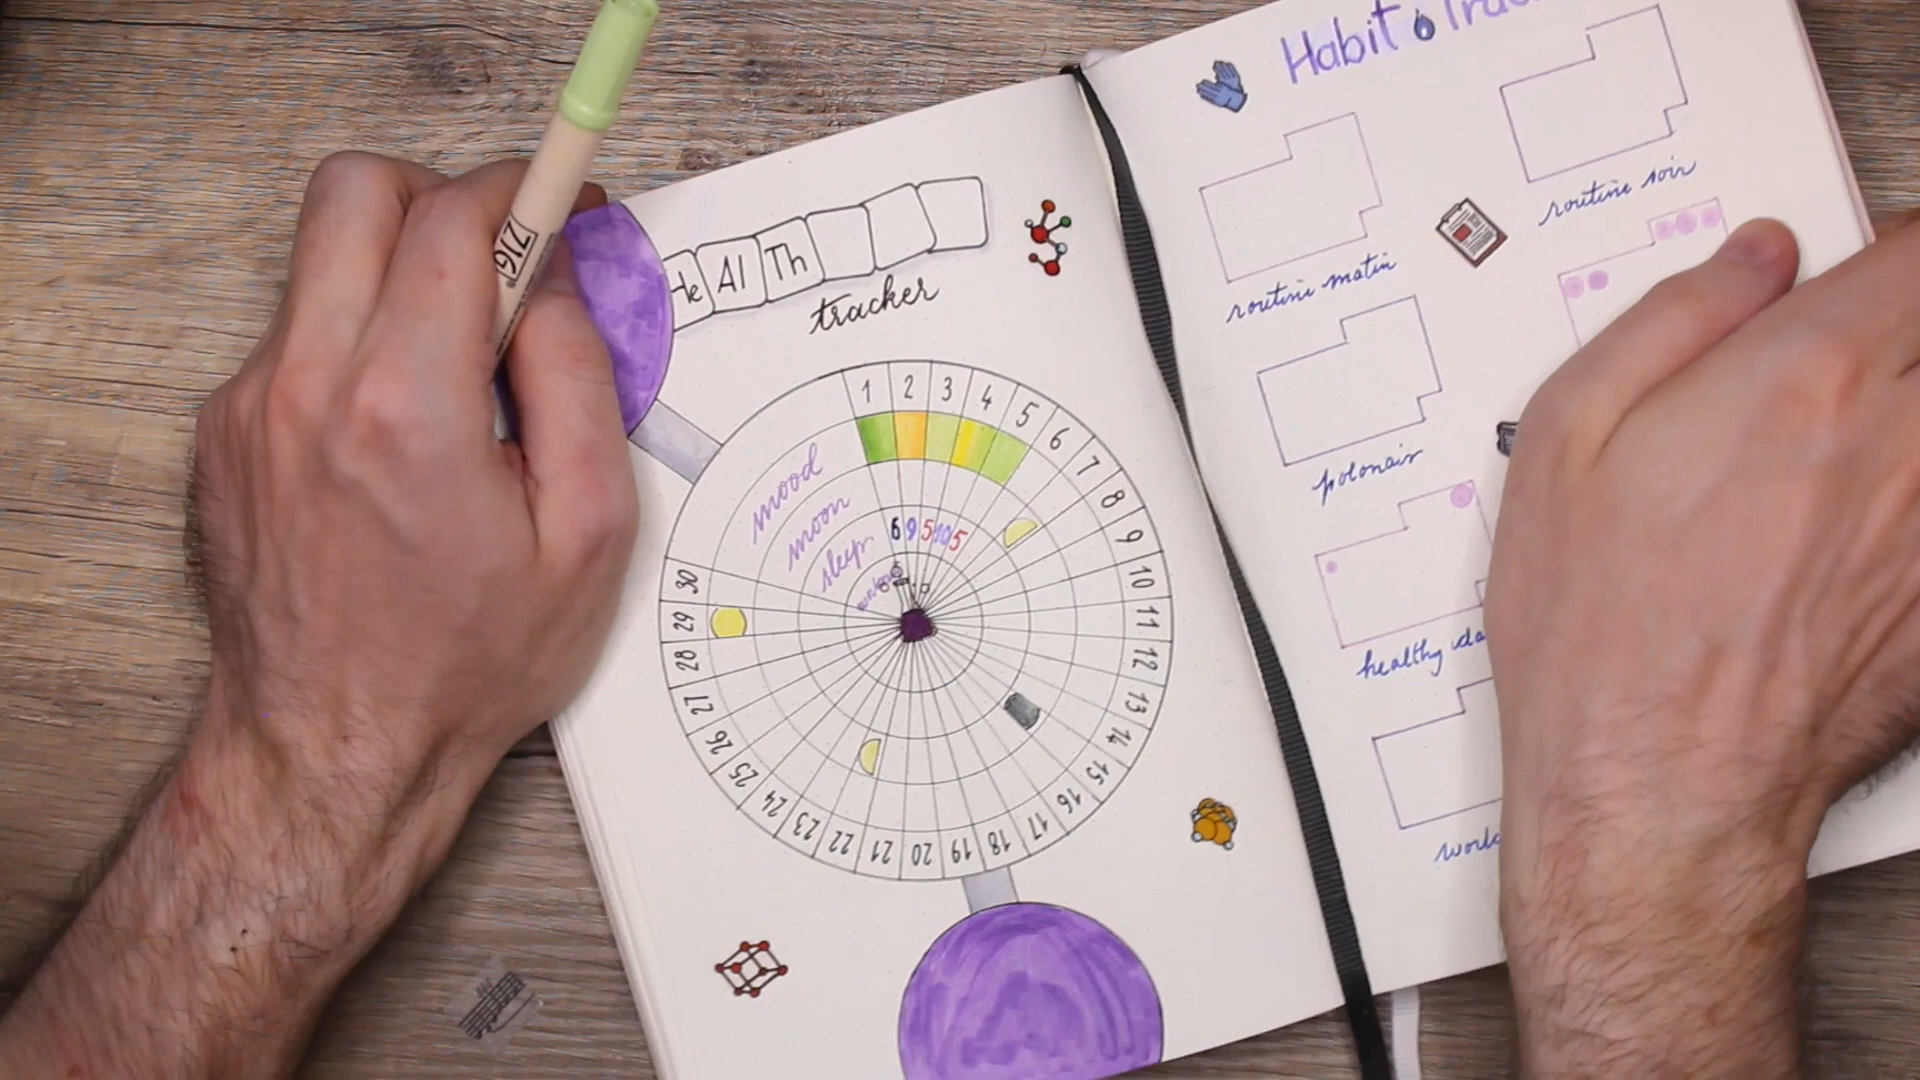 716
He Al Th
tracker
1 2 3 4 5 6 7 8 9 10 11 12 13 14 15 16 17 18 19 20 21 22 23 24 25 26 27 28 29 30
mood
moon
sleep
6 9 5 10 5
Habit
routine matin
routine soir
polonais
healthy